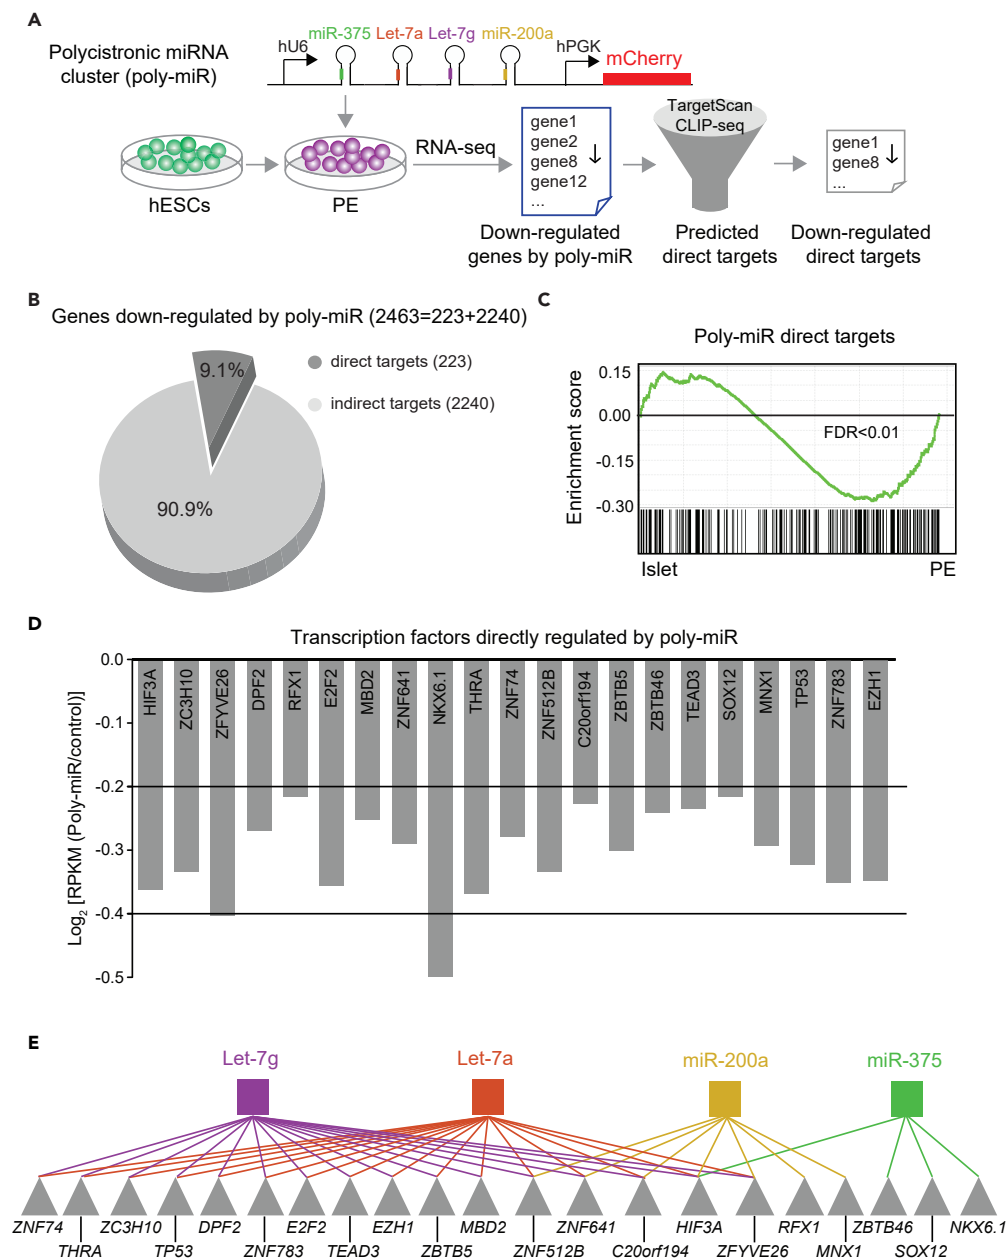 A
Polycistronic miRNA
cluster (poly-miR)
hU6
miR-375 Let-7a Let-7g miR-200a
hPGK
mCherry
hESCs
PE
RNA-seq
gene1
gene2
gene8
gene12
...
Down-regulated
genes by poly-miR
TargetScan
CLIP-seq
Predicted
direct targets
gene1
gene8
...
Down-regulated
direct targets
B
Genes down-regulated by poly-miR (2463=223+2240)
9.1%
90.9%
direct targets (223)
indirect targets (2240)
C
Poly-miR direct targets
Enrichment score
0.15
0.00
-0.15
-0.30
FDR<0.01
Islet PE
D
Transcription factors directly regulated by poly-miR
Log2 [RPKM (Poly-miR/control)]
0.0
-0.1
-0.2
-0.3
-0.4
-0.5
HIF3A
ZC3H10
ZFYVE26
DPF2
RFX1
E2F2
MBD2
ZNF641
NKX6.1
THRA
ZNF74
ZNF512B
C20orf194
ZBTB5
ZBTB46
TEAD3
SOX12
MNX1
TP53
ZNF783
EZH1
E
Let-7g Let-7a miR-200a miR-375
ZNF74 ZC3H10 DPF2 E2F2 EZH1 MBD2 ZNF641 HIF3A RFX1 ZBTB46 NKX6.1
THRA TP53 ZNF783 TEAD3 ZBTB5 ZNF512B C20orf194 ZFYVE26 MNX1 SOX12